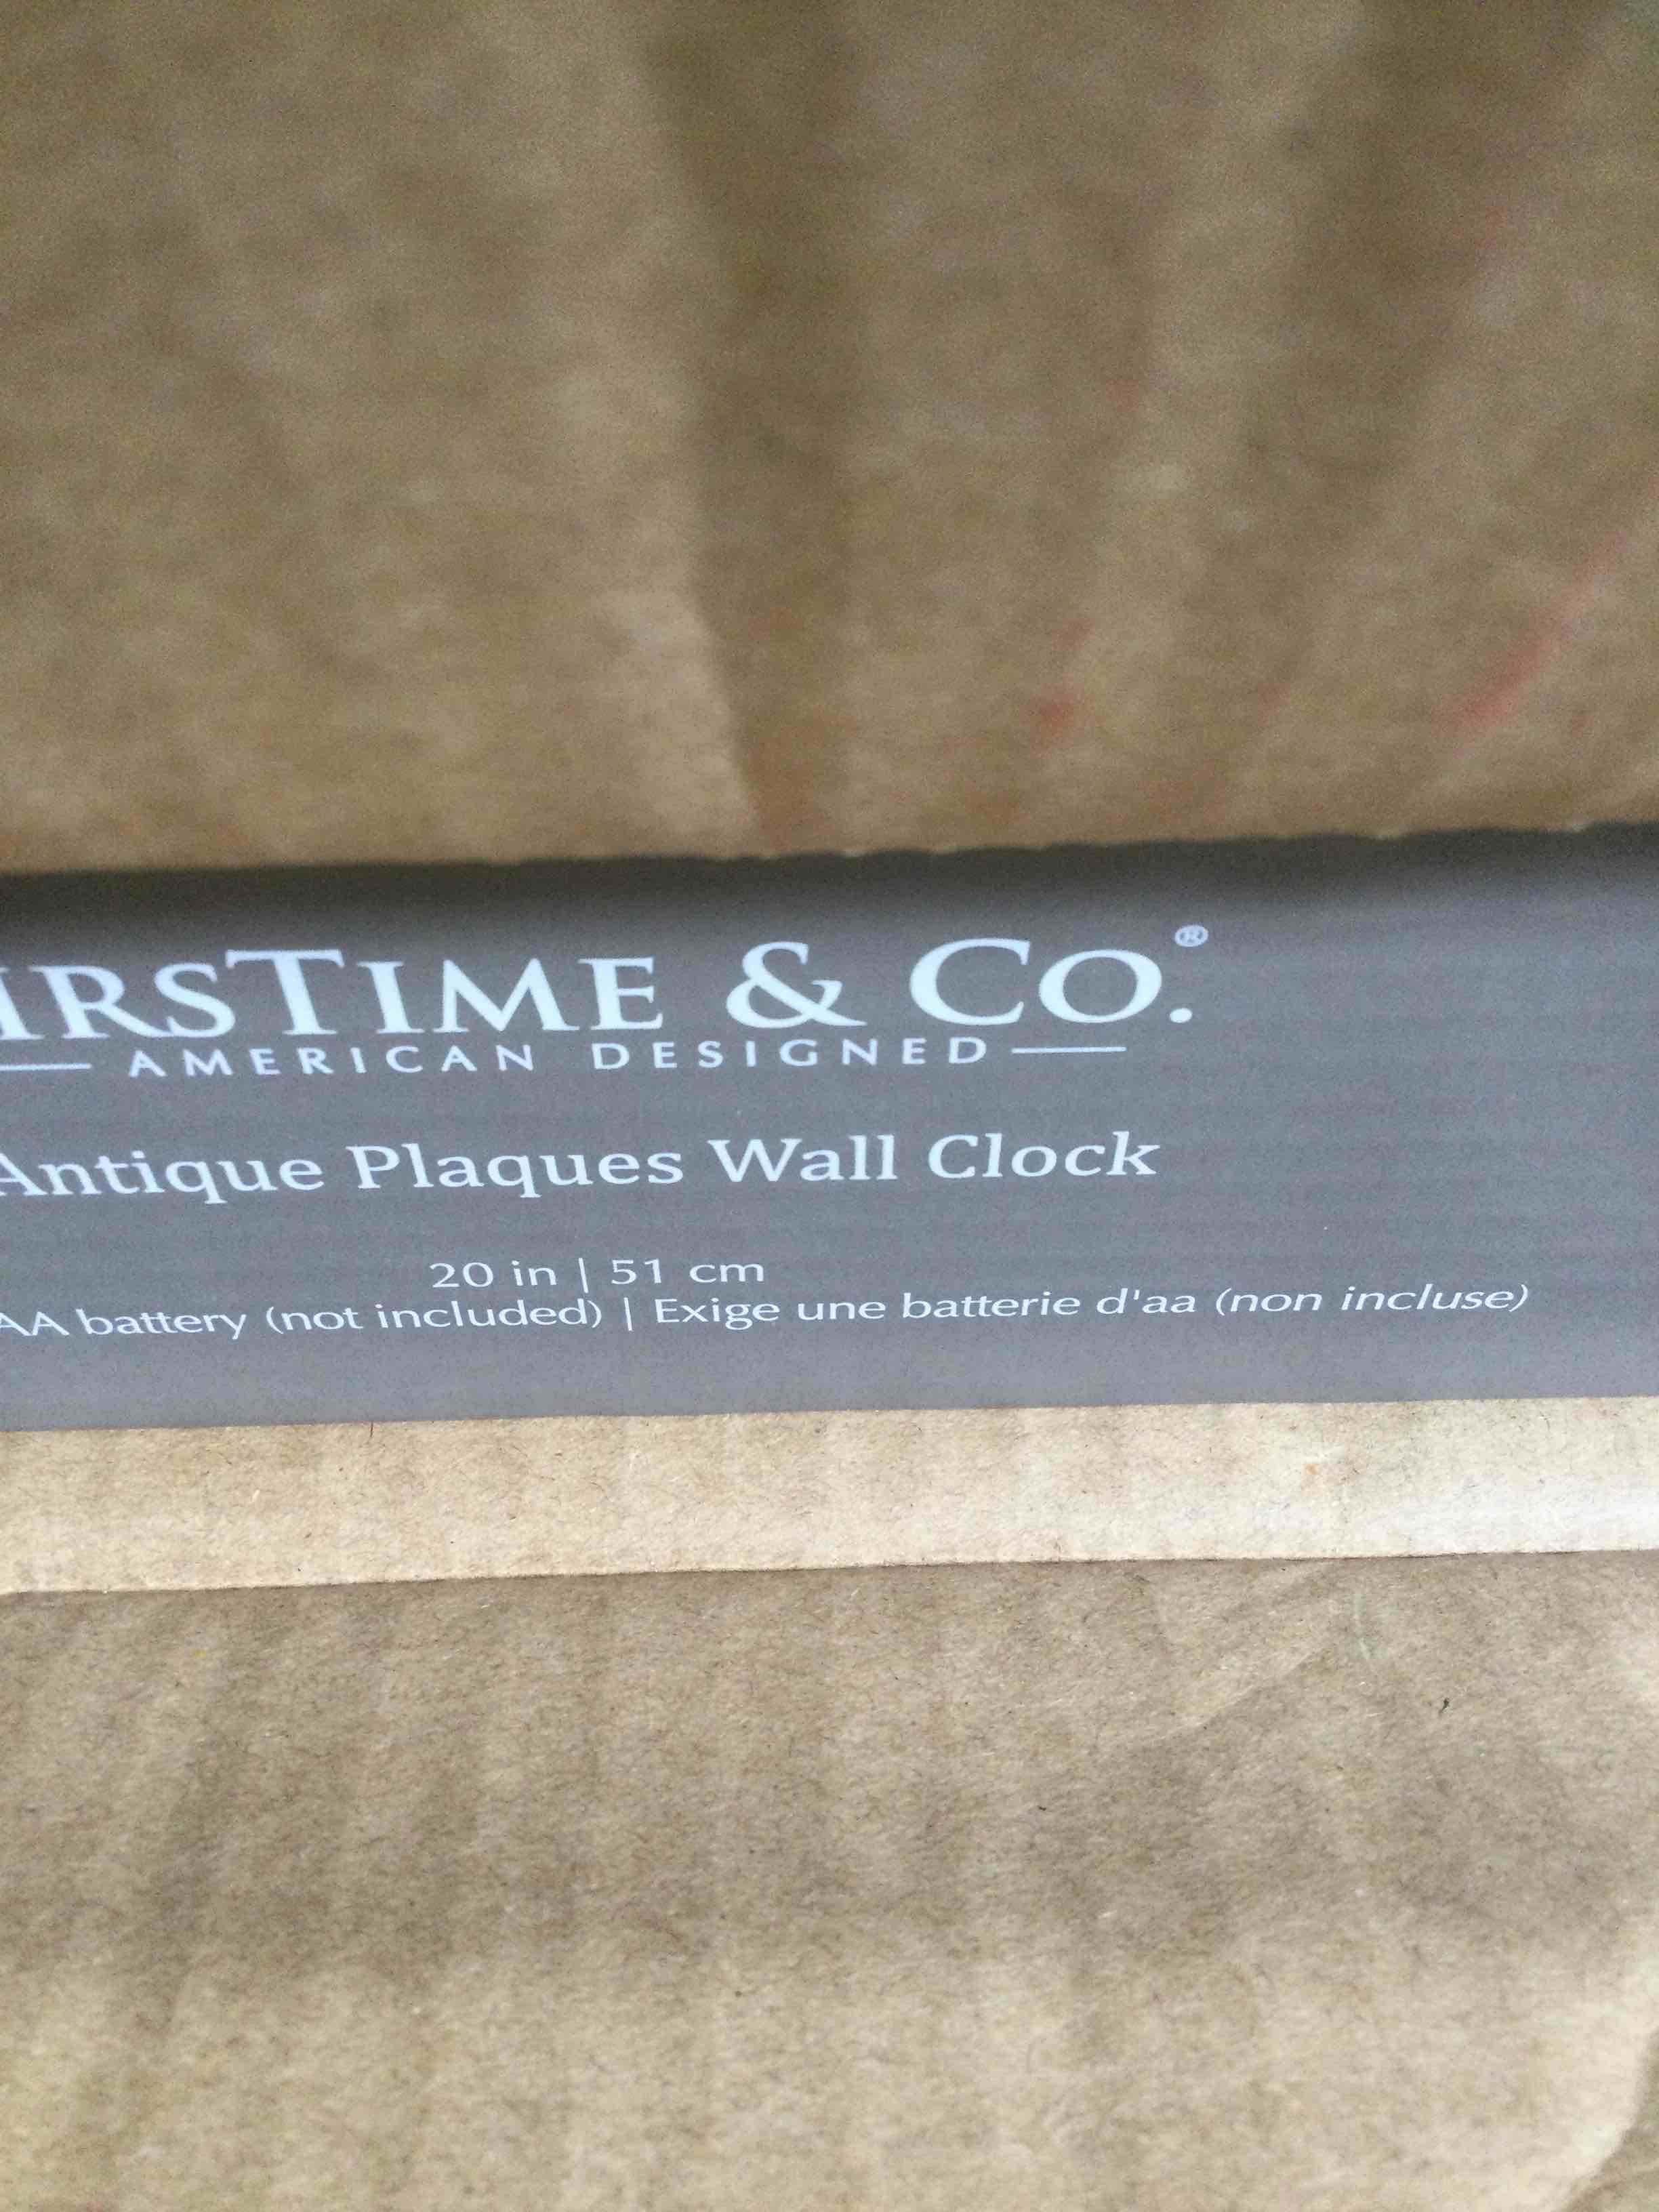 IRSTIME & CO.®
AMERICAN DESIGNED
Antique Plaques Wall Clock
20 in | 51 cm
AA battery (not included) | Exige une batterie d'aa (non incluse)